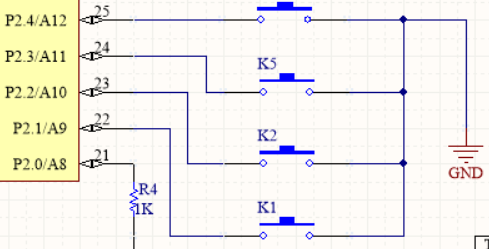 P2.4/A12 25
P2.3/A11 24
K5
P2.2/A10 23
P2.1/A9 22
K2
P2.0/A8 21
GND
R4
1K
K1